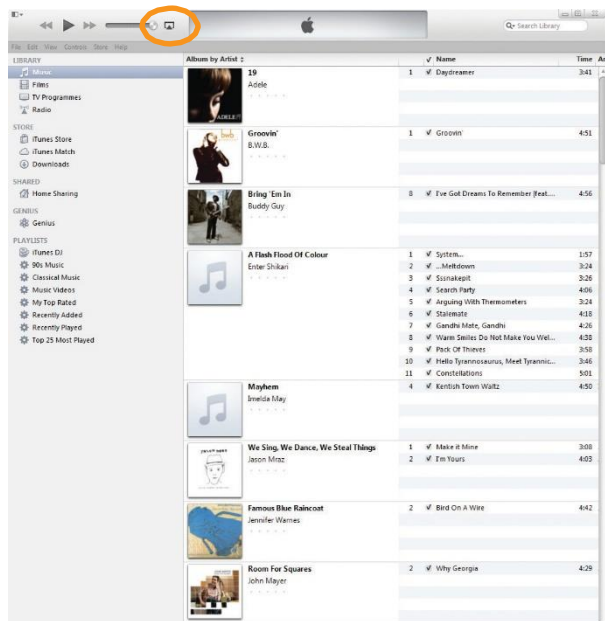 Search Library
File Edit View Controls Store Help
LIBRARY
Music
Films
TV Programmes
Radio
STORE
iTunes Store
iTunes Match
Downloads
SHARED
Home Sharing
GENIUS
Genius
PLAYLISTS
iTunes DJ
90s Music
Classical Music
Music Videos
My Top Rated
Recently Added
Recently Played
Top 25 Most Played
Album by Artist Name Time Ar
19 1 Daydreamer 3:41
Adele
ADELE 19
Groovin' 1 Groovin' 4:51
B.W.B.
bwb
Bring 'Em In 8 I've Got Dreams To Remember [feat.... 4:56
Buddy Guy
A Flash Flood Of Colour 1 System... 1:57
Enter Shikari 2 ...Meltdown 3:24
3 Sssnakepit 3:26
4 Search Party 4:06
5 Arguing With Thermometers 3:24
6 Stalemate 4:18
7 Gandhi Mate, Gandhi 4:26
8 Warm Smiles Do Not Make You Wel... 4:38
9 Pack Of Thieves 3:58
10 Hello Tyrannosaurus, Meet Tyrannic... 3:46
11 Constellations 5:01
Mayhem 4 Kentish Town Waltz 4:50
Imelda May
We Sing, We Dance, We Steal Things 1 Make it Mine 3:08
Jason Mraz 2 I'm Yours 4:03
JASON MRAZ
Famous Blue Raincoat 2 Bird On A Wire 4:42
Jennifer Warnes
Room For Squares 2 Why Georgia 4:29
John Mayer